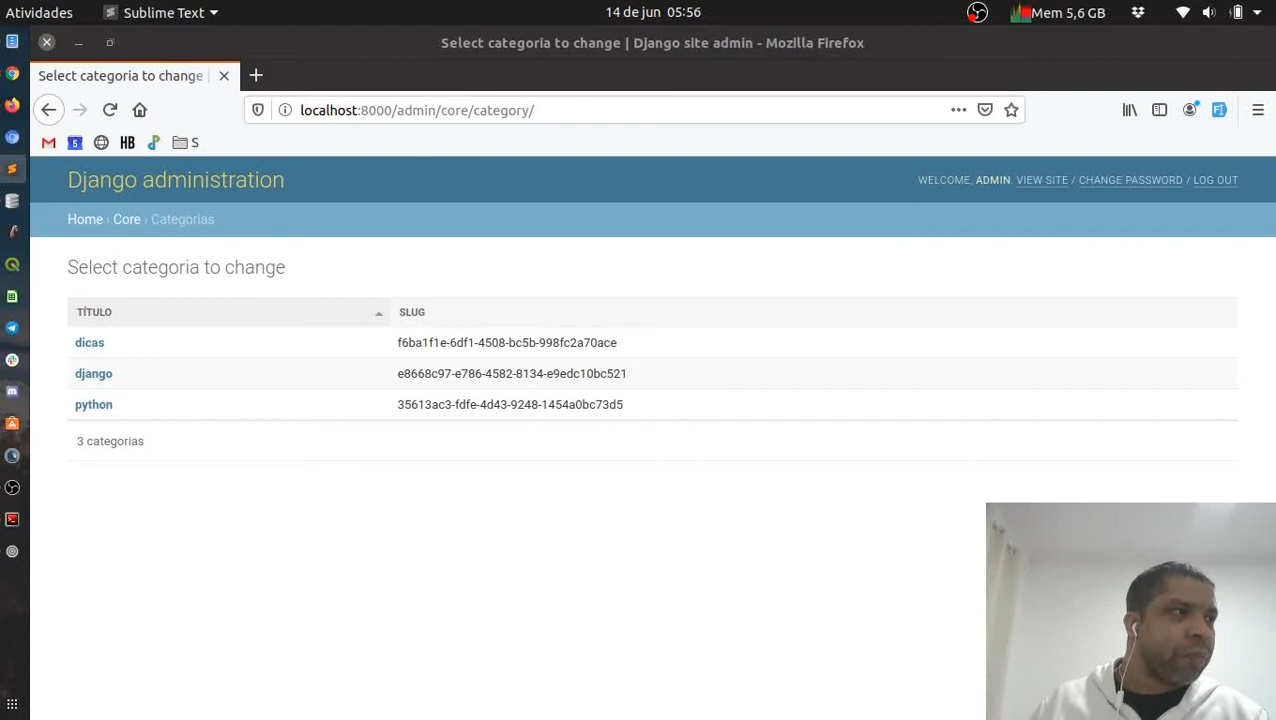 Atividades Sublime Text 14 de jun 05:56 Mem 5,6 GB
Select categoria to change | Django site admin - Mozilla Firefox
Select categoria to change
localhost:8000/admin/core/category/
5 HB S
Django administration WELCOME, ADMIN. VIEW SITE / CHANGE PASSWORD / LOG OUT
Home › Core › Categorias
Select categoria to change
TÍTULO SLUG
dicas f6ba1f1e-6df1-4508-bc5b-998fc2a70ace
django e8668c97-e786-4582-8134-e9edc10bc521
python 35613ac3-fdfe-4d43-9248-1454a0bc73d5
3 categorias